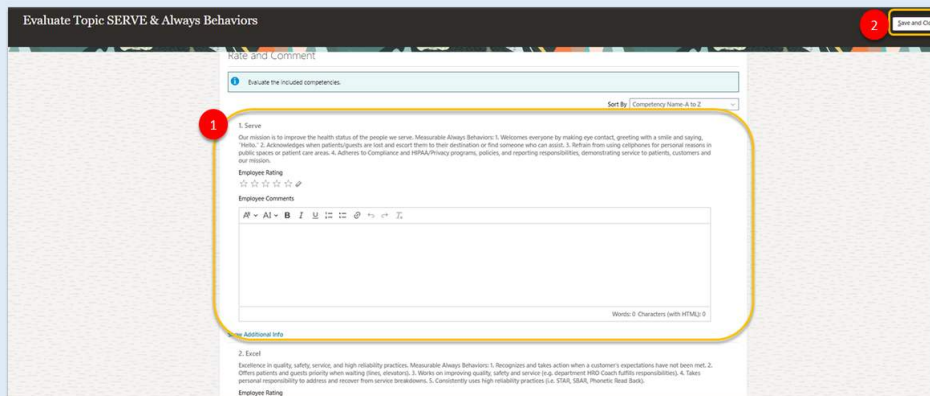 Evaluate Topic SERVE & Always Behaviors
2
Save and Clo
Rate and Comment
Evaluate the included competencies.
Sort By Competency Name-A to Z
1
1. Serve
Our mission is to improve the health status of the people we serve. Measurable Always Behaviors: 1. Welcomes everyone by making eye contact, greeting with a smile and saying,
'Hello.' 2. Acknowledges when patients/guests are lost and escort them to their destination or find someone who can assist. 3. Refrain from using cellphones for personal reasons in
public spaces or patient care areas. 4. Adheres to Compliance and HIPAA/Privacy programs, policies, and reporting responsibilities, demonstrating service to patients, customers and
our mission.
Employee Rating
Employee Comments
B I U
Words: 0 Characters (with HTML): 0
Show Additional Info
2. Excel
Excellence in quality, safety, service, and high reliability practices. Measurable Always Behaviors: 1. Recognizes and takes action when a customer's expectations have not been met. 2.
Offers patients and guests priority when waiting (lines, elevators). 3. Works on improving quality, safety and service (e.g. department HRO Coach fulfills responsibilities). 4. Takes
personal responsibility to address and recover from service breakdowns. 5. Consistently uses high reliability practices (i.e. STAR, SBAR, Phonetic Read Back).
Employee Rating